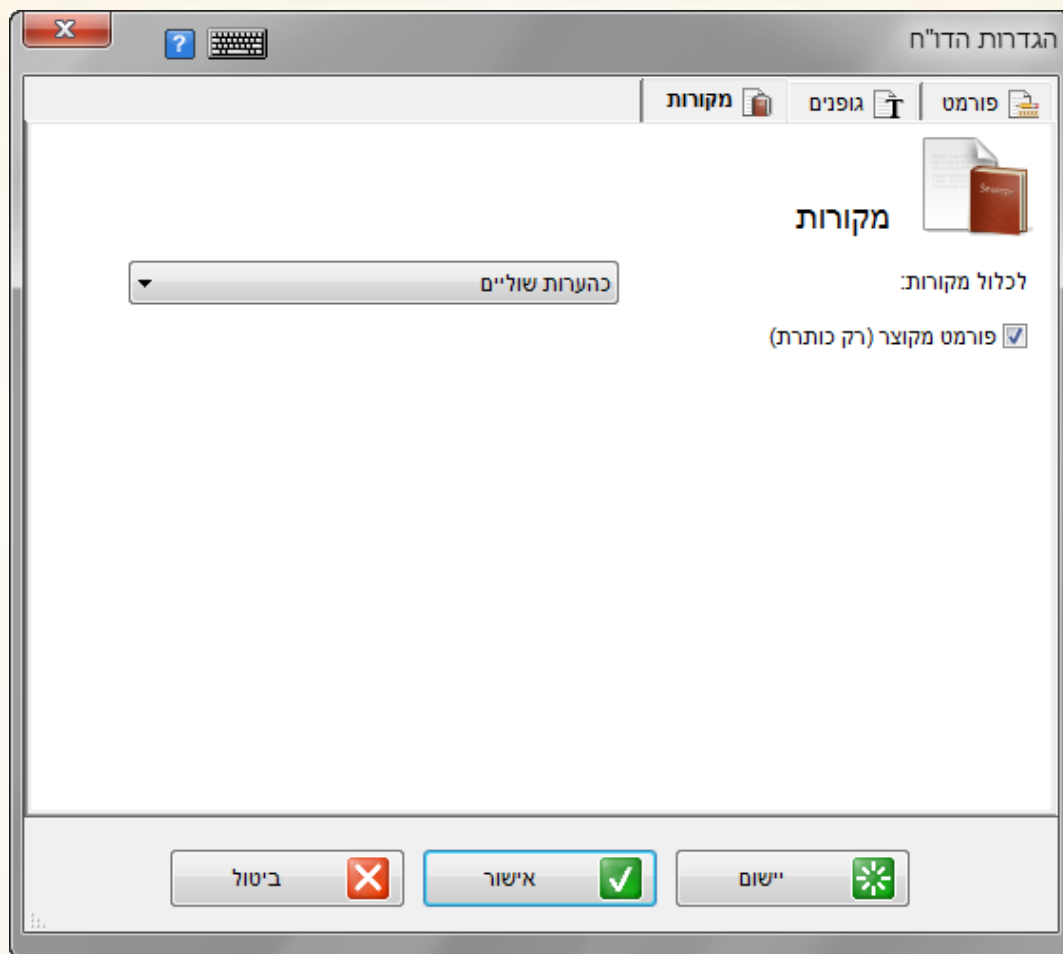 הגדרות הדו"ח
פורמט גופנים מקורות
מקורות
לכלול מקורות: כהערות שוליים
פורמט מקוצר (רק כותרת)
יישום אישור ביטול